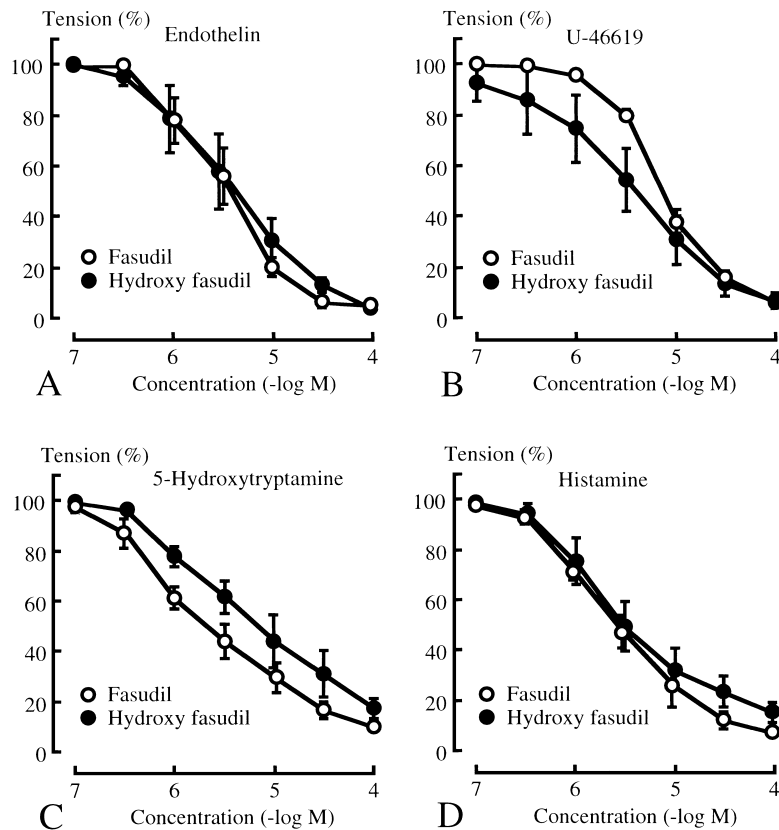 Tension (%)
Endothelin
100
80
60
40
20
0
Fasudil
Hydroxy fasudil
7 6 5 4
Concentration (-log M)
A
Tension (%)
U-46619
100
80
60
40
20
0
Fasudil
Hydroxy fasudil
7 6 5 4
Concentration (-log M)
B
Tension (%)
5-Hydroxytryptamine
100
80
60
40
20
0
Fasudil
Hydroxy fasudil
7 6 5 4
Concentration (-log M)
C
Tension (%)
Histamine
100
80
60
40
20
0
Fasudil
Hydroxy fasudil
7 6 5 4
Concentration (-log M)
D